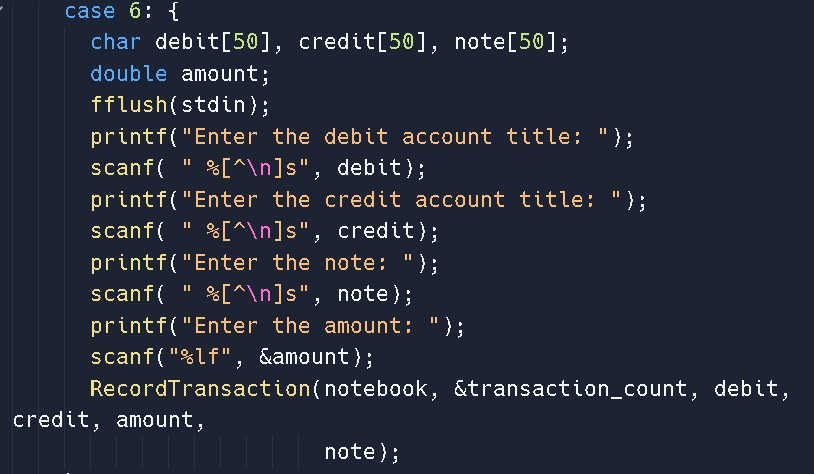 case 6: {
char debit[50], credit[50], note[50];
double amount;
fflush(stdin);
printf("Enter the debit account title: ");
scanf( " %[^\n]s", debit);
printf("Enter the credit account title: ");
scanf( " %[^\n]s", credit);
printf("Enter the note: ");
scanf( " %[^\n]s", note);
printf("Enter the amount: ");
scanf("%lf", &amount);
RecordTransaction(notebook, &transaction_count, debit,
credit, amount,
note);